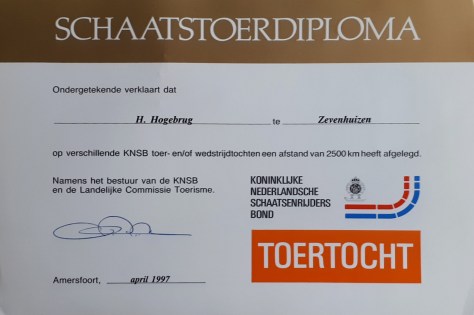 SCHAATSTOERDIPLOMA
Ondergetekende verklaart dat
H. Hogebrug te Zevenhuizen
op verschillende KNSB toer- en/of wedstrijdtochten een afstand van 2500 km heeft afgelegd.
Namens het bestuur van de KNSB
en de Landelijke Commissie Toerisme.
KONINKLIJKE
NEDERLANDSCHE
SCHAATSENRIJDERS
BOND
TOERTOCHT
Amersfoort, april 1997